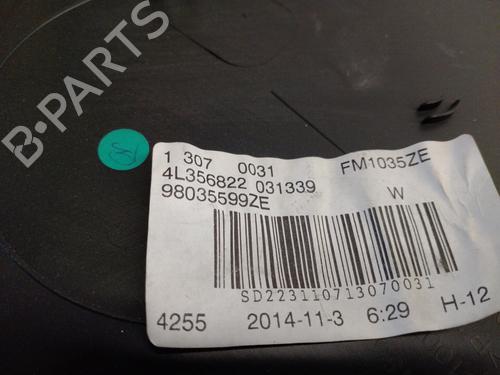 B-PARTS
1 307 0031 FM1035ZE
4L356822 031339
98035599ZE W
SD223110713070031
4255 2014-11-3 6:29 H-12